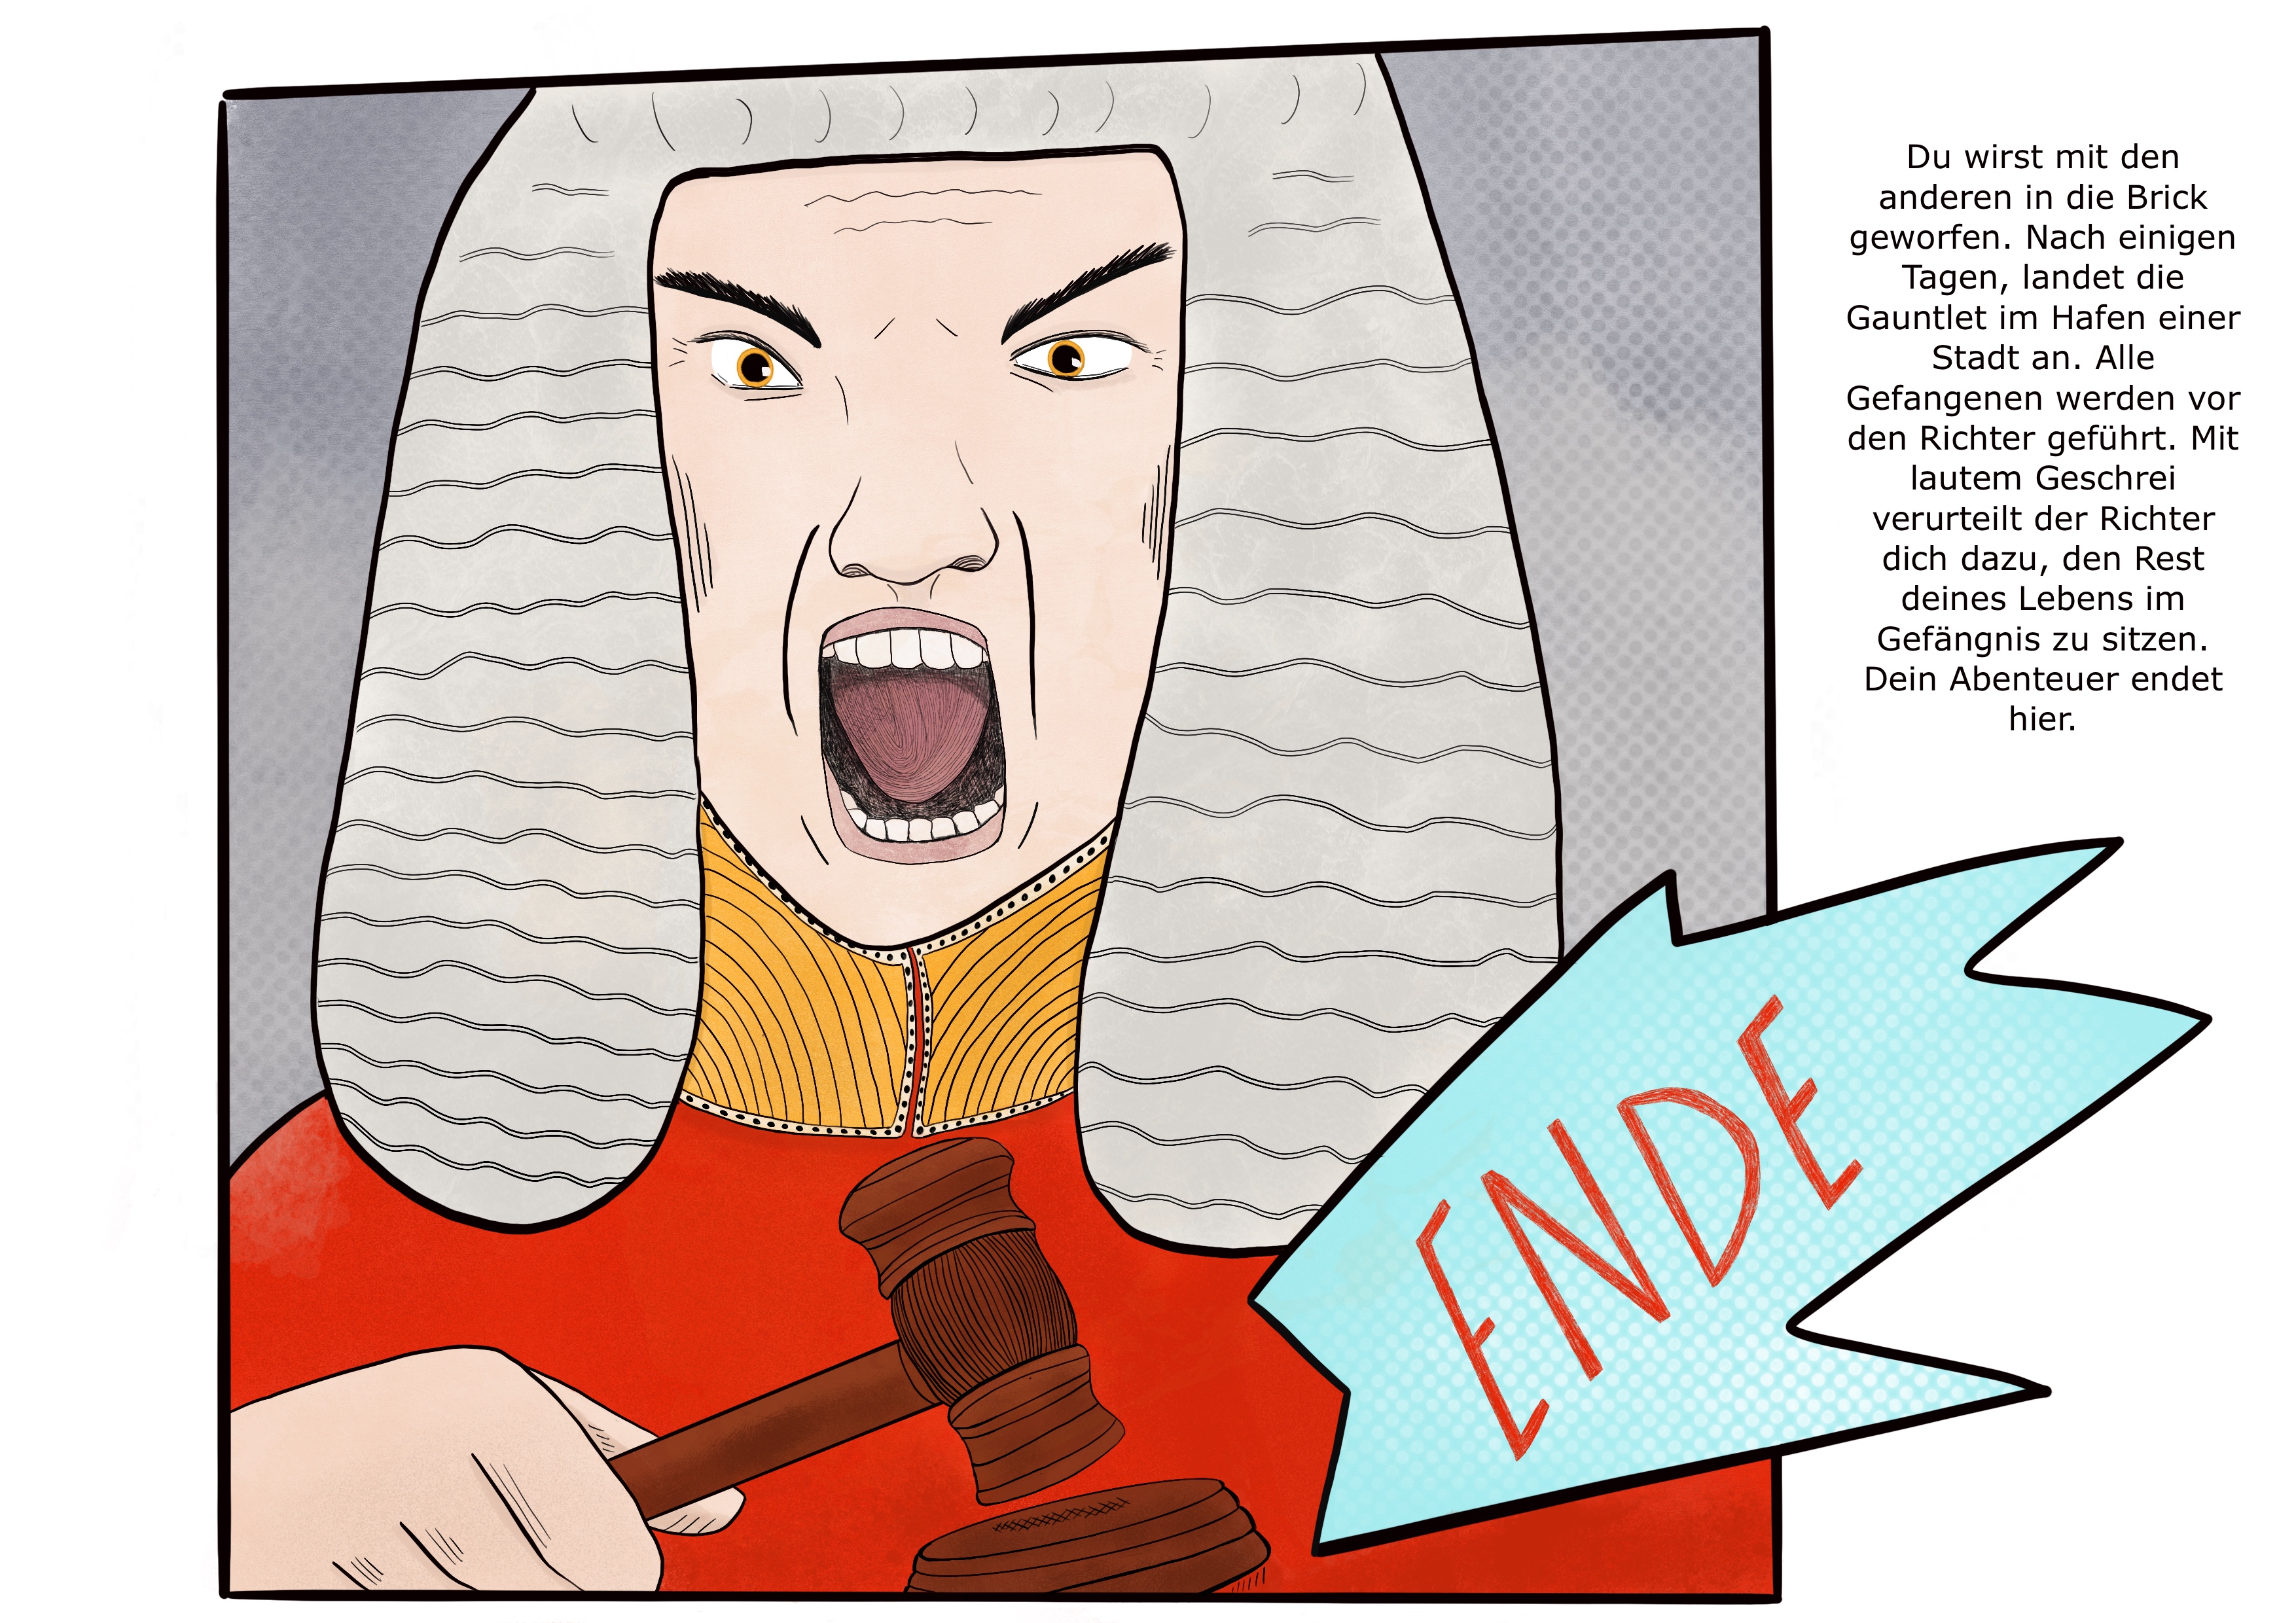 Du wirst mit den
anderen in die Brick
geworfen. Nach einigen
Tagen, landet die
Gauntlet im Hafen einer
Stadt an. Alle
Gefangenen werden vor
den Richter geführt. Mit
lautem Geschrei
verurteilt der Richter
dich dazu, den Rest
deines Lebens im
Gefängnis zu sitzen.
Dein Abenteuer endet
hier.
ENDE